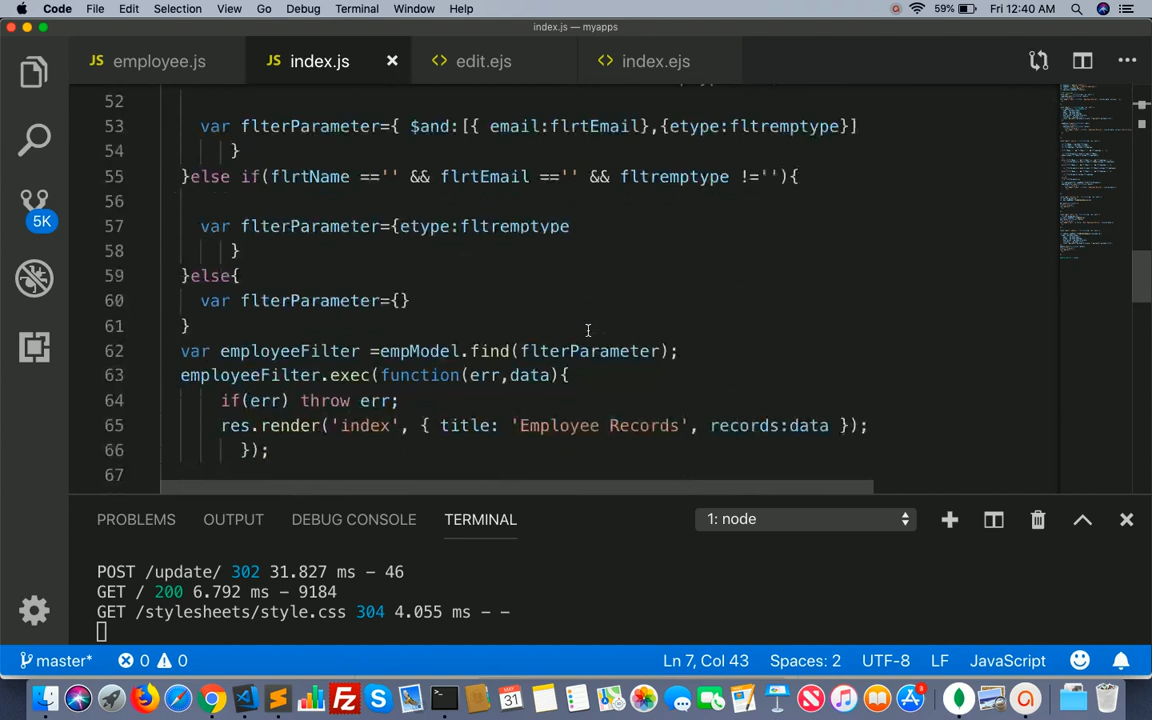 Code File Edit Selection View Go Debug Terminal Window Help 59% Fri 12:40 AM
index.js — myapps
JS employee.js JS index.js edit.ejs index.ejs
52
53 var flterParameter={ $and:[{ email:flrtEmail},{etype:fltremptype}]
54 }
55 }else if(flrtName =='' && flrtEmail =='' && fltremptype !=''){
56
57 var flterParameter={etype:fltremptype
58 }
59 }else{
60 var flterParameter={}
61 }
62 var employeeFilter =empModel.find(flterParameter);
63 employeeFilter.exec(function(err,data){
64 if(err) throw err;
65 res.render('index', { title: 'Employee Records', records:data });
66 });
67
5K
PROBLEMS OUTPUT DEBUG CONSOLE TERMINAL 1: node
POST /update/ 302 31.827 ms - 46
GET / 200 6.792 ms - 9184
GET /stylesheets/style.css 304 4.055 ms - -
master* 0 0 Ln 7, Col 43 Spaces: 2 UTF-8 LF JavaScript